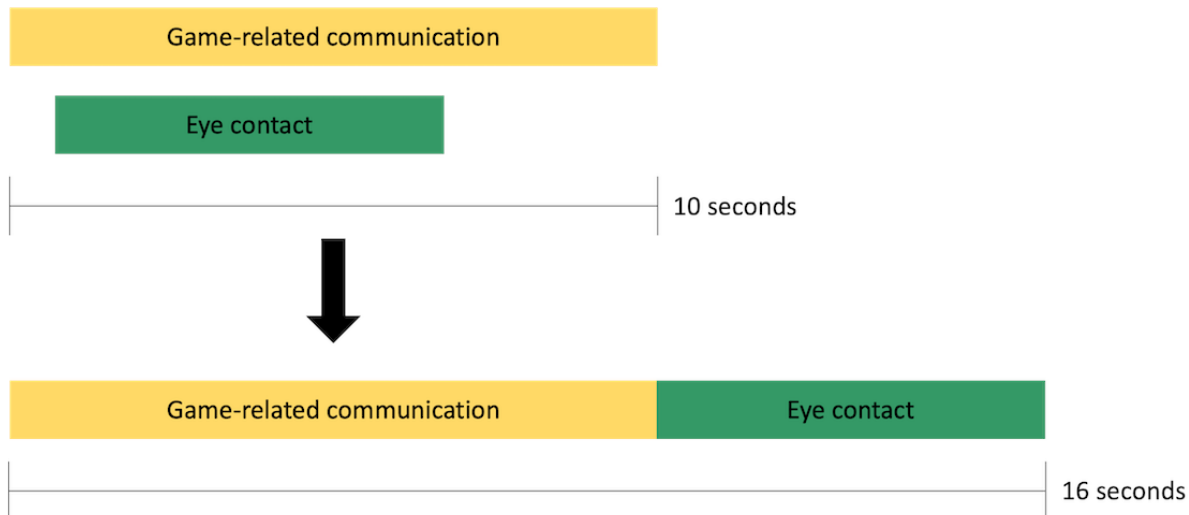 Game-related communication
Eye contact
10 seconds
Game-related communication
Eye contact
16 seconds